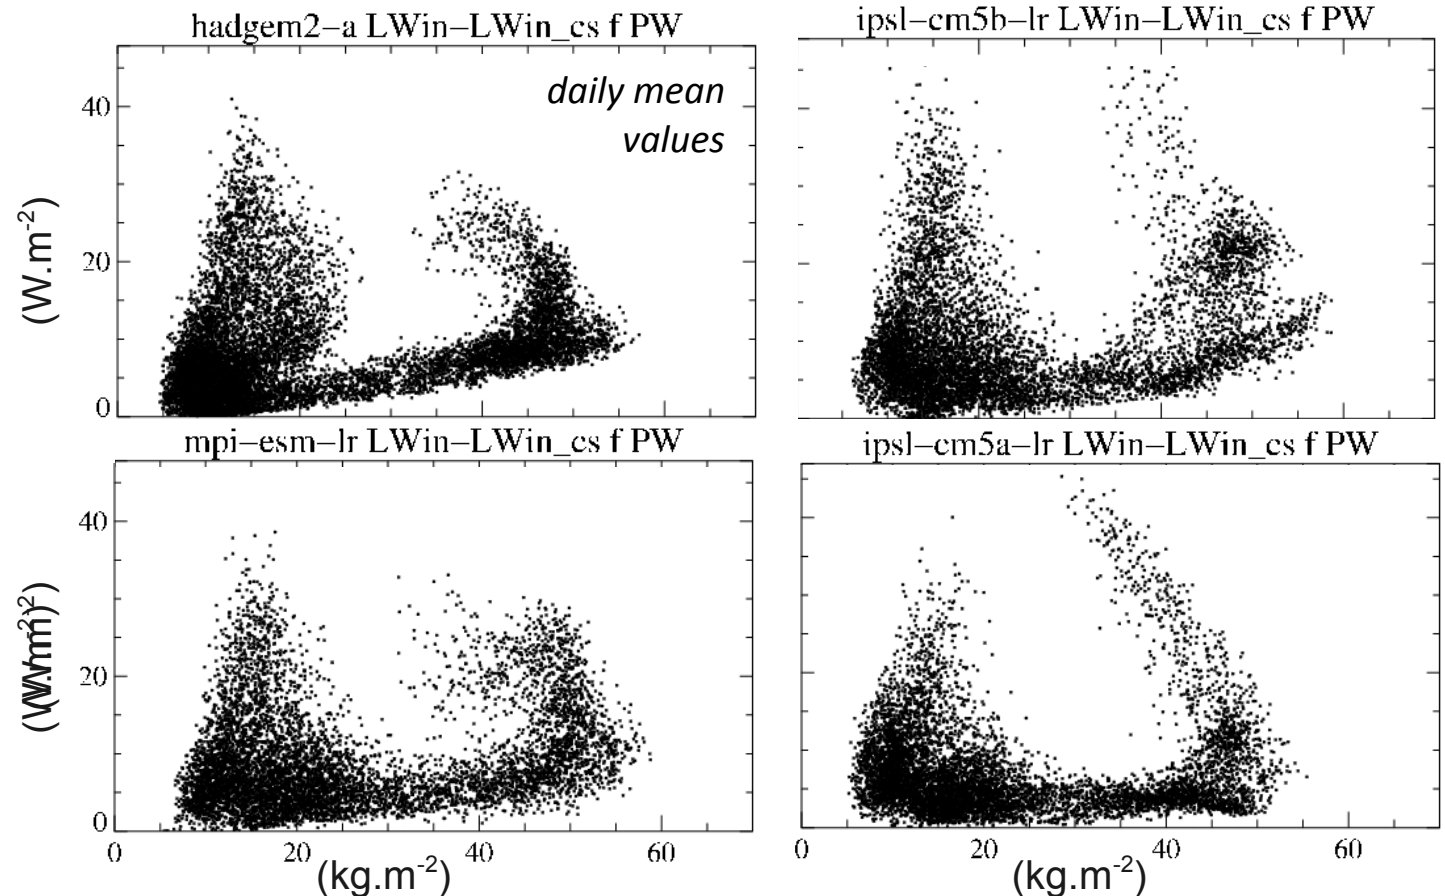 hadgem2−a LWin−LWin_cs f PW
ipsl−cm5b−lr LWin−LWin_cs f PW
daily mean
values
40
20
0
(W.m-2)
mpi−esm−lr LWin−LWin_cs f PW
ipsl−cm5a−lr LWin−LWin_cs f PW
40
20
0
0 20 40 60
0 20 40 60
(kg.m-2)
(kg.m-2)